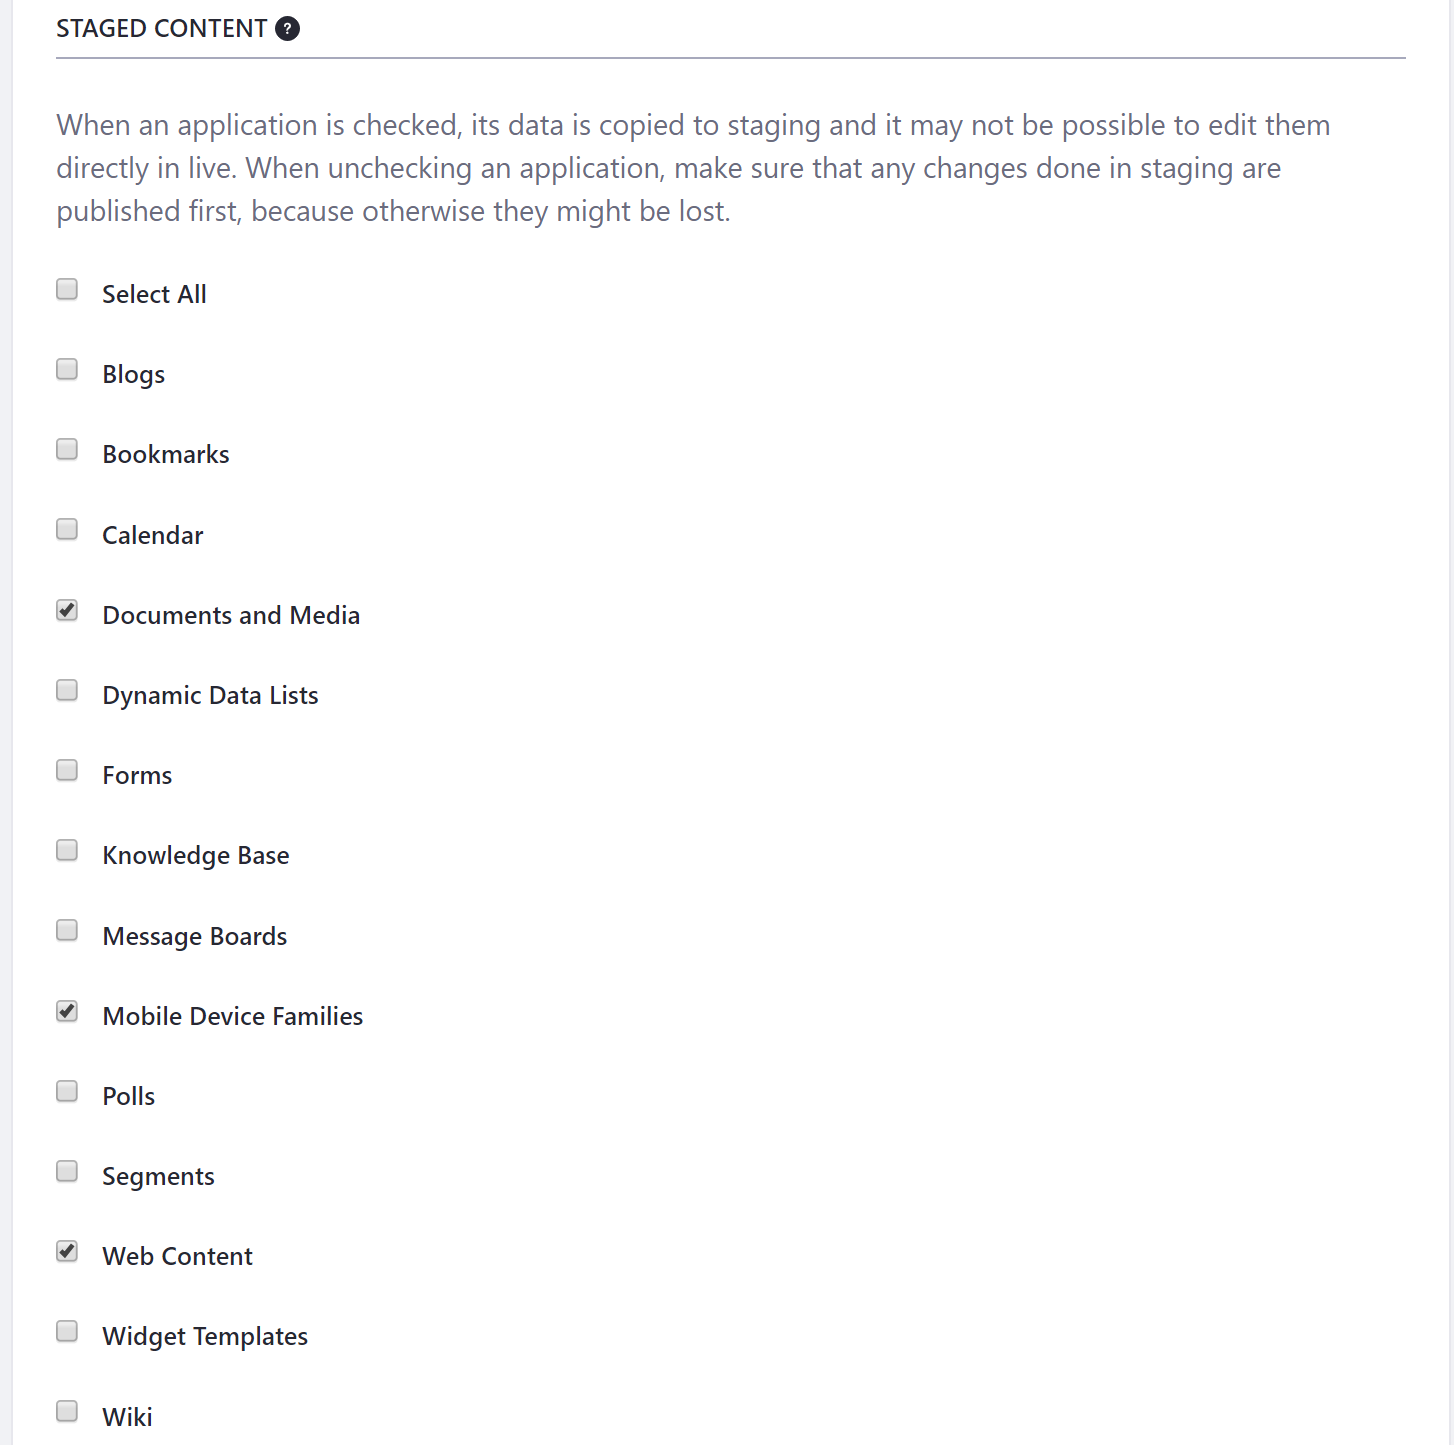 STAGED CONTENT ?
When an application is checked, its data is copied to staging and it may not be possible to edit them
directly in live. When unchecking an application, make sure that any changes done in staging are
published first, because otherwise they might be lost.
Select All
Blogs
Bookmarks
Calendar
Documents and Media
Dynamic Data Lists
Forms
Knowledge Base
Message Boards
Mobile Device Families
Polls
Segments
Web Content
Widget Templates
Wiki